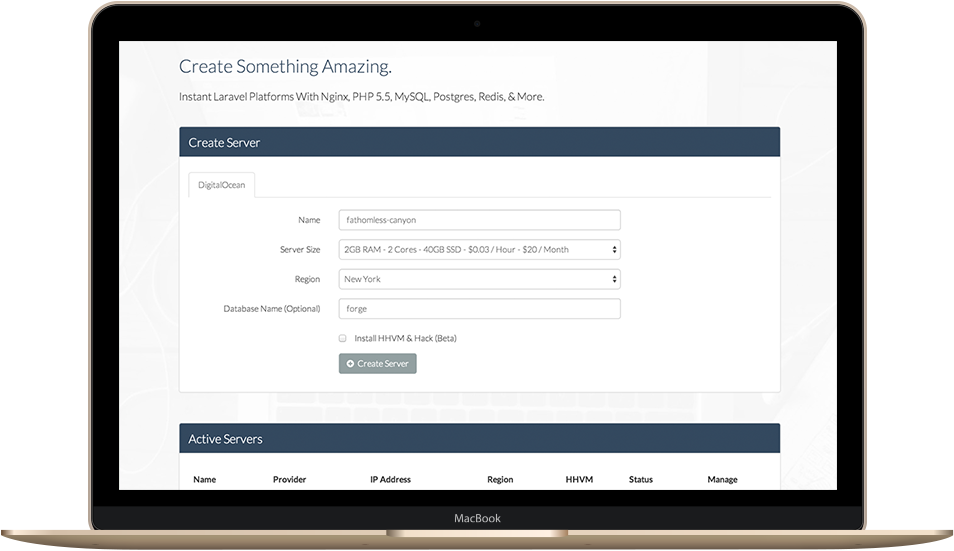 Create Something Amazing.
Instant Laravel Platforms With Nginx, PHP 5.5, MySQL, Postgres, Redis, & More.
Create Server
DigitalOcean
Name fathomless-canyon
Server Size 2GB RAM - 2 Cores - 40GB SSD - $0.03 / Hour - $20 / Month
Region New York
Database Name (Optional) forge
Install HHVM & Hack (Beta)
Create Server
Active Servers
Name Provider IP Address Region HHVM Status Manage
MacBook